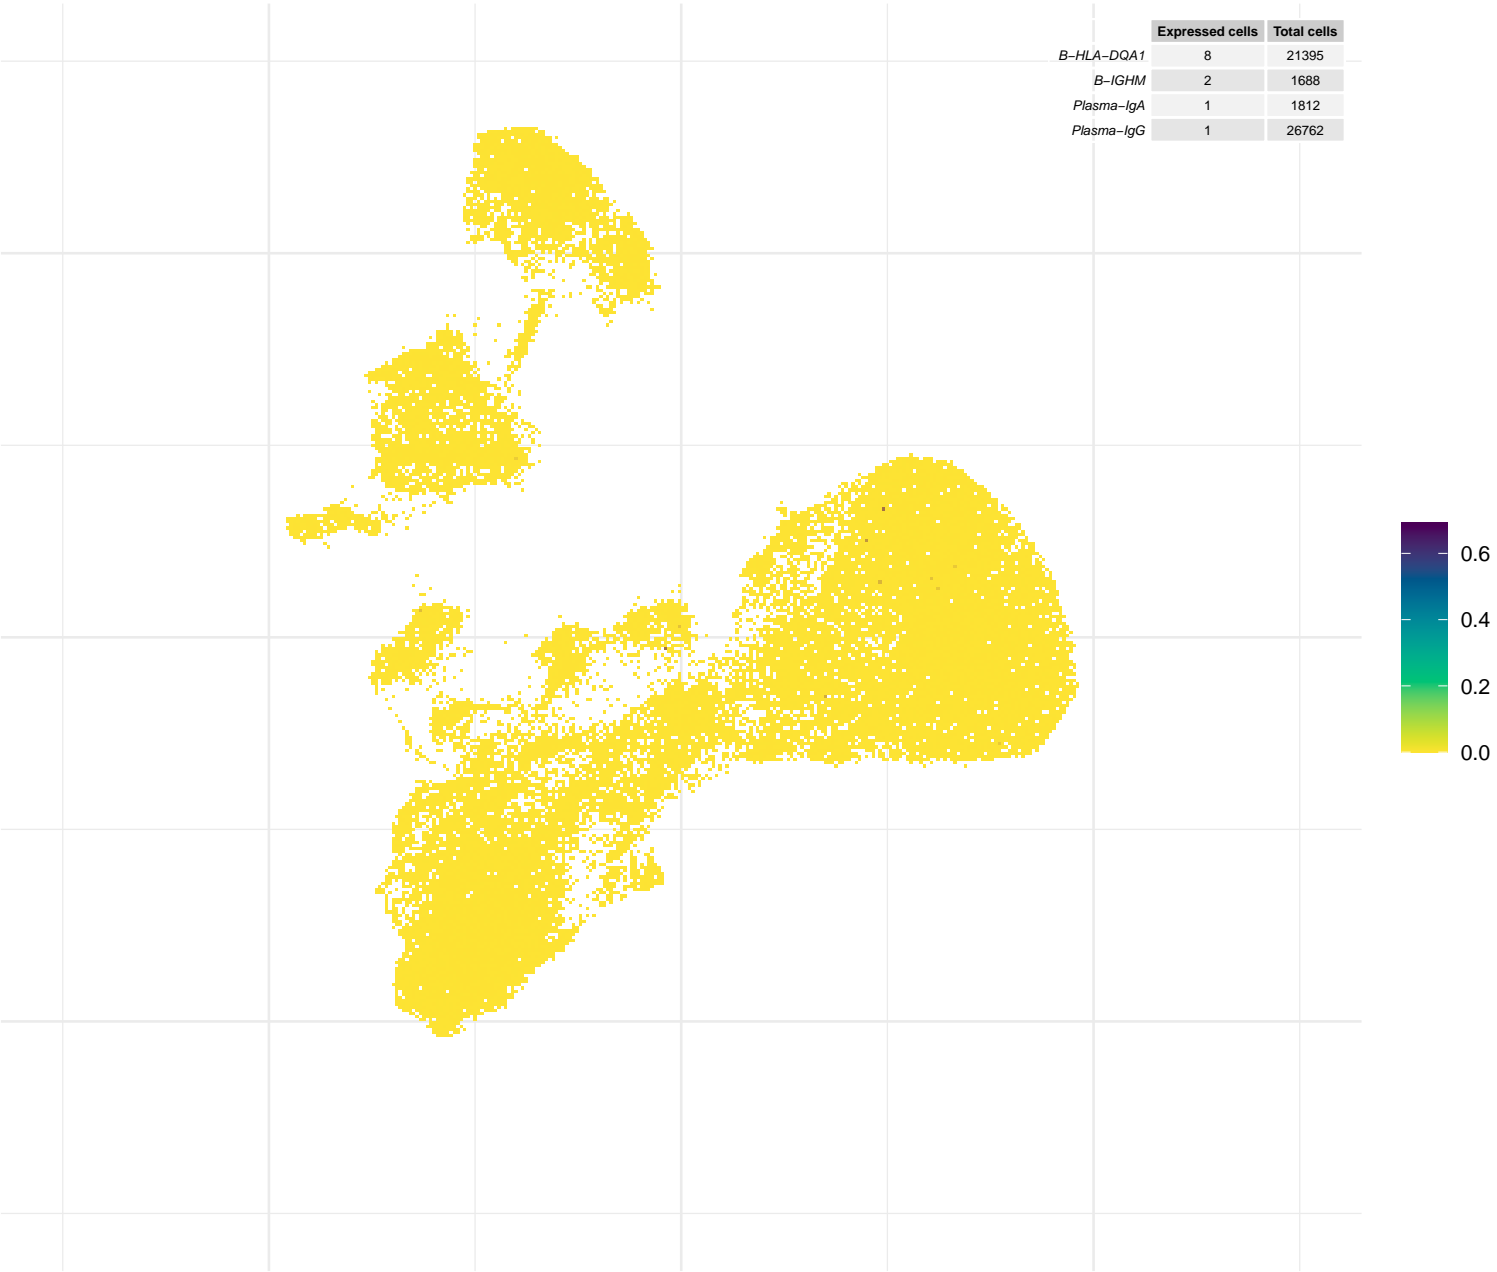 Expressed cells Total cells
B−HLA−DQA1 8 21395
B−IGHM 2 1688
Plasma−IgA 1 1812
Plasma−IgG 1 26762
0.6
0.4
0.2
0.0